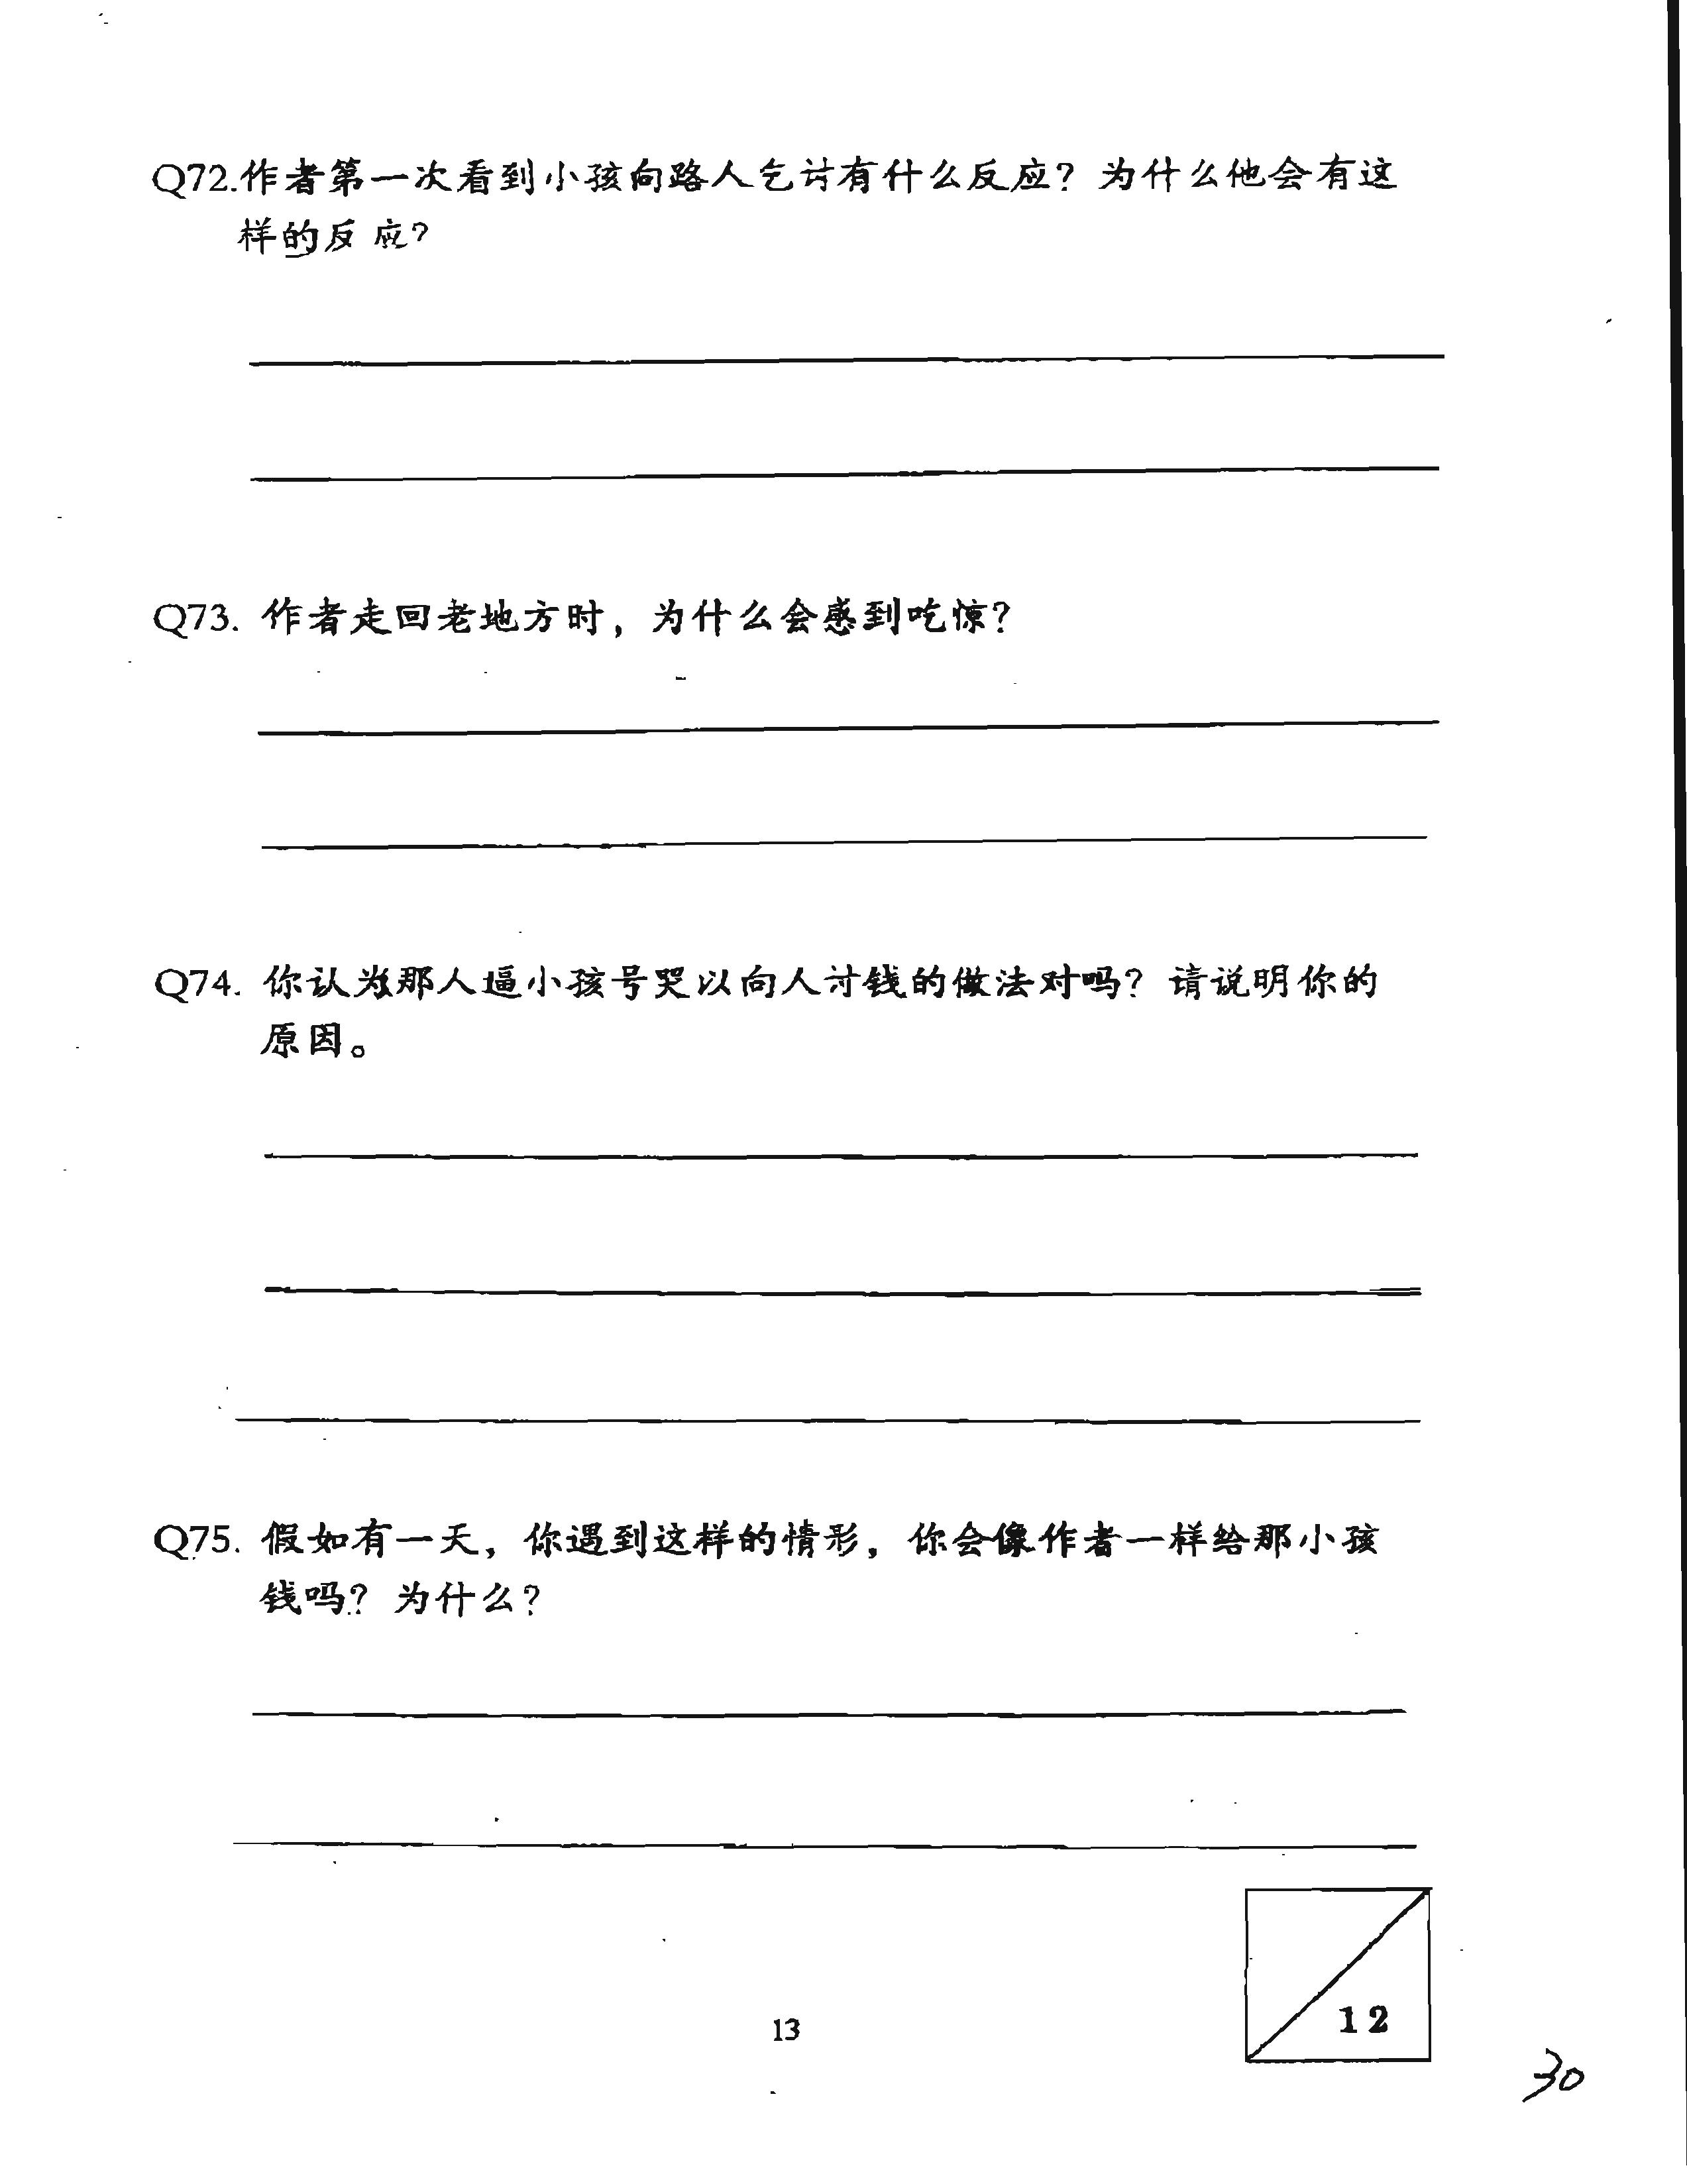 Q72.作者第一次看到小孩向路人乞讨有什么反应？为什么他会有这
样的反应？
Q73. 作者走回老地方时，为什么会感到吃惊？
Q74. 你认为那人逼小孩号哭以向人讨钱的做法对吗？请说明你的
原因。
Q75. 假如有一天，你遇到这样的情形，你会像作者一样给那小孩
钱吗？为什么？
12
13
30